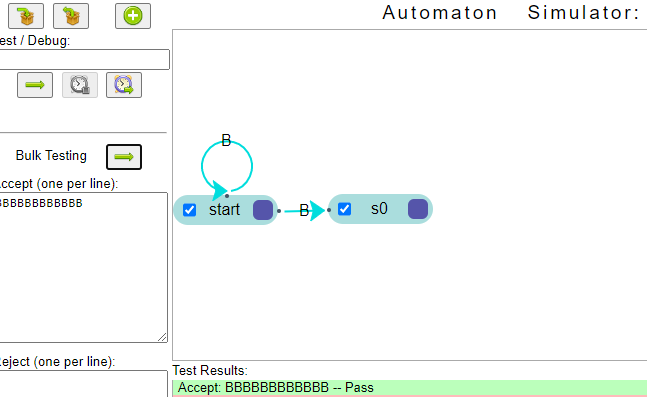 Automaton Simulator:
est / Debug:
B
Bulk Testing
ccept (one per line):
BBBBBBBBBBBB
start
B
s0
eject (one per line):
Test Results:
Accept: BBBBBBBBBBBB -- Pass